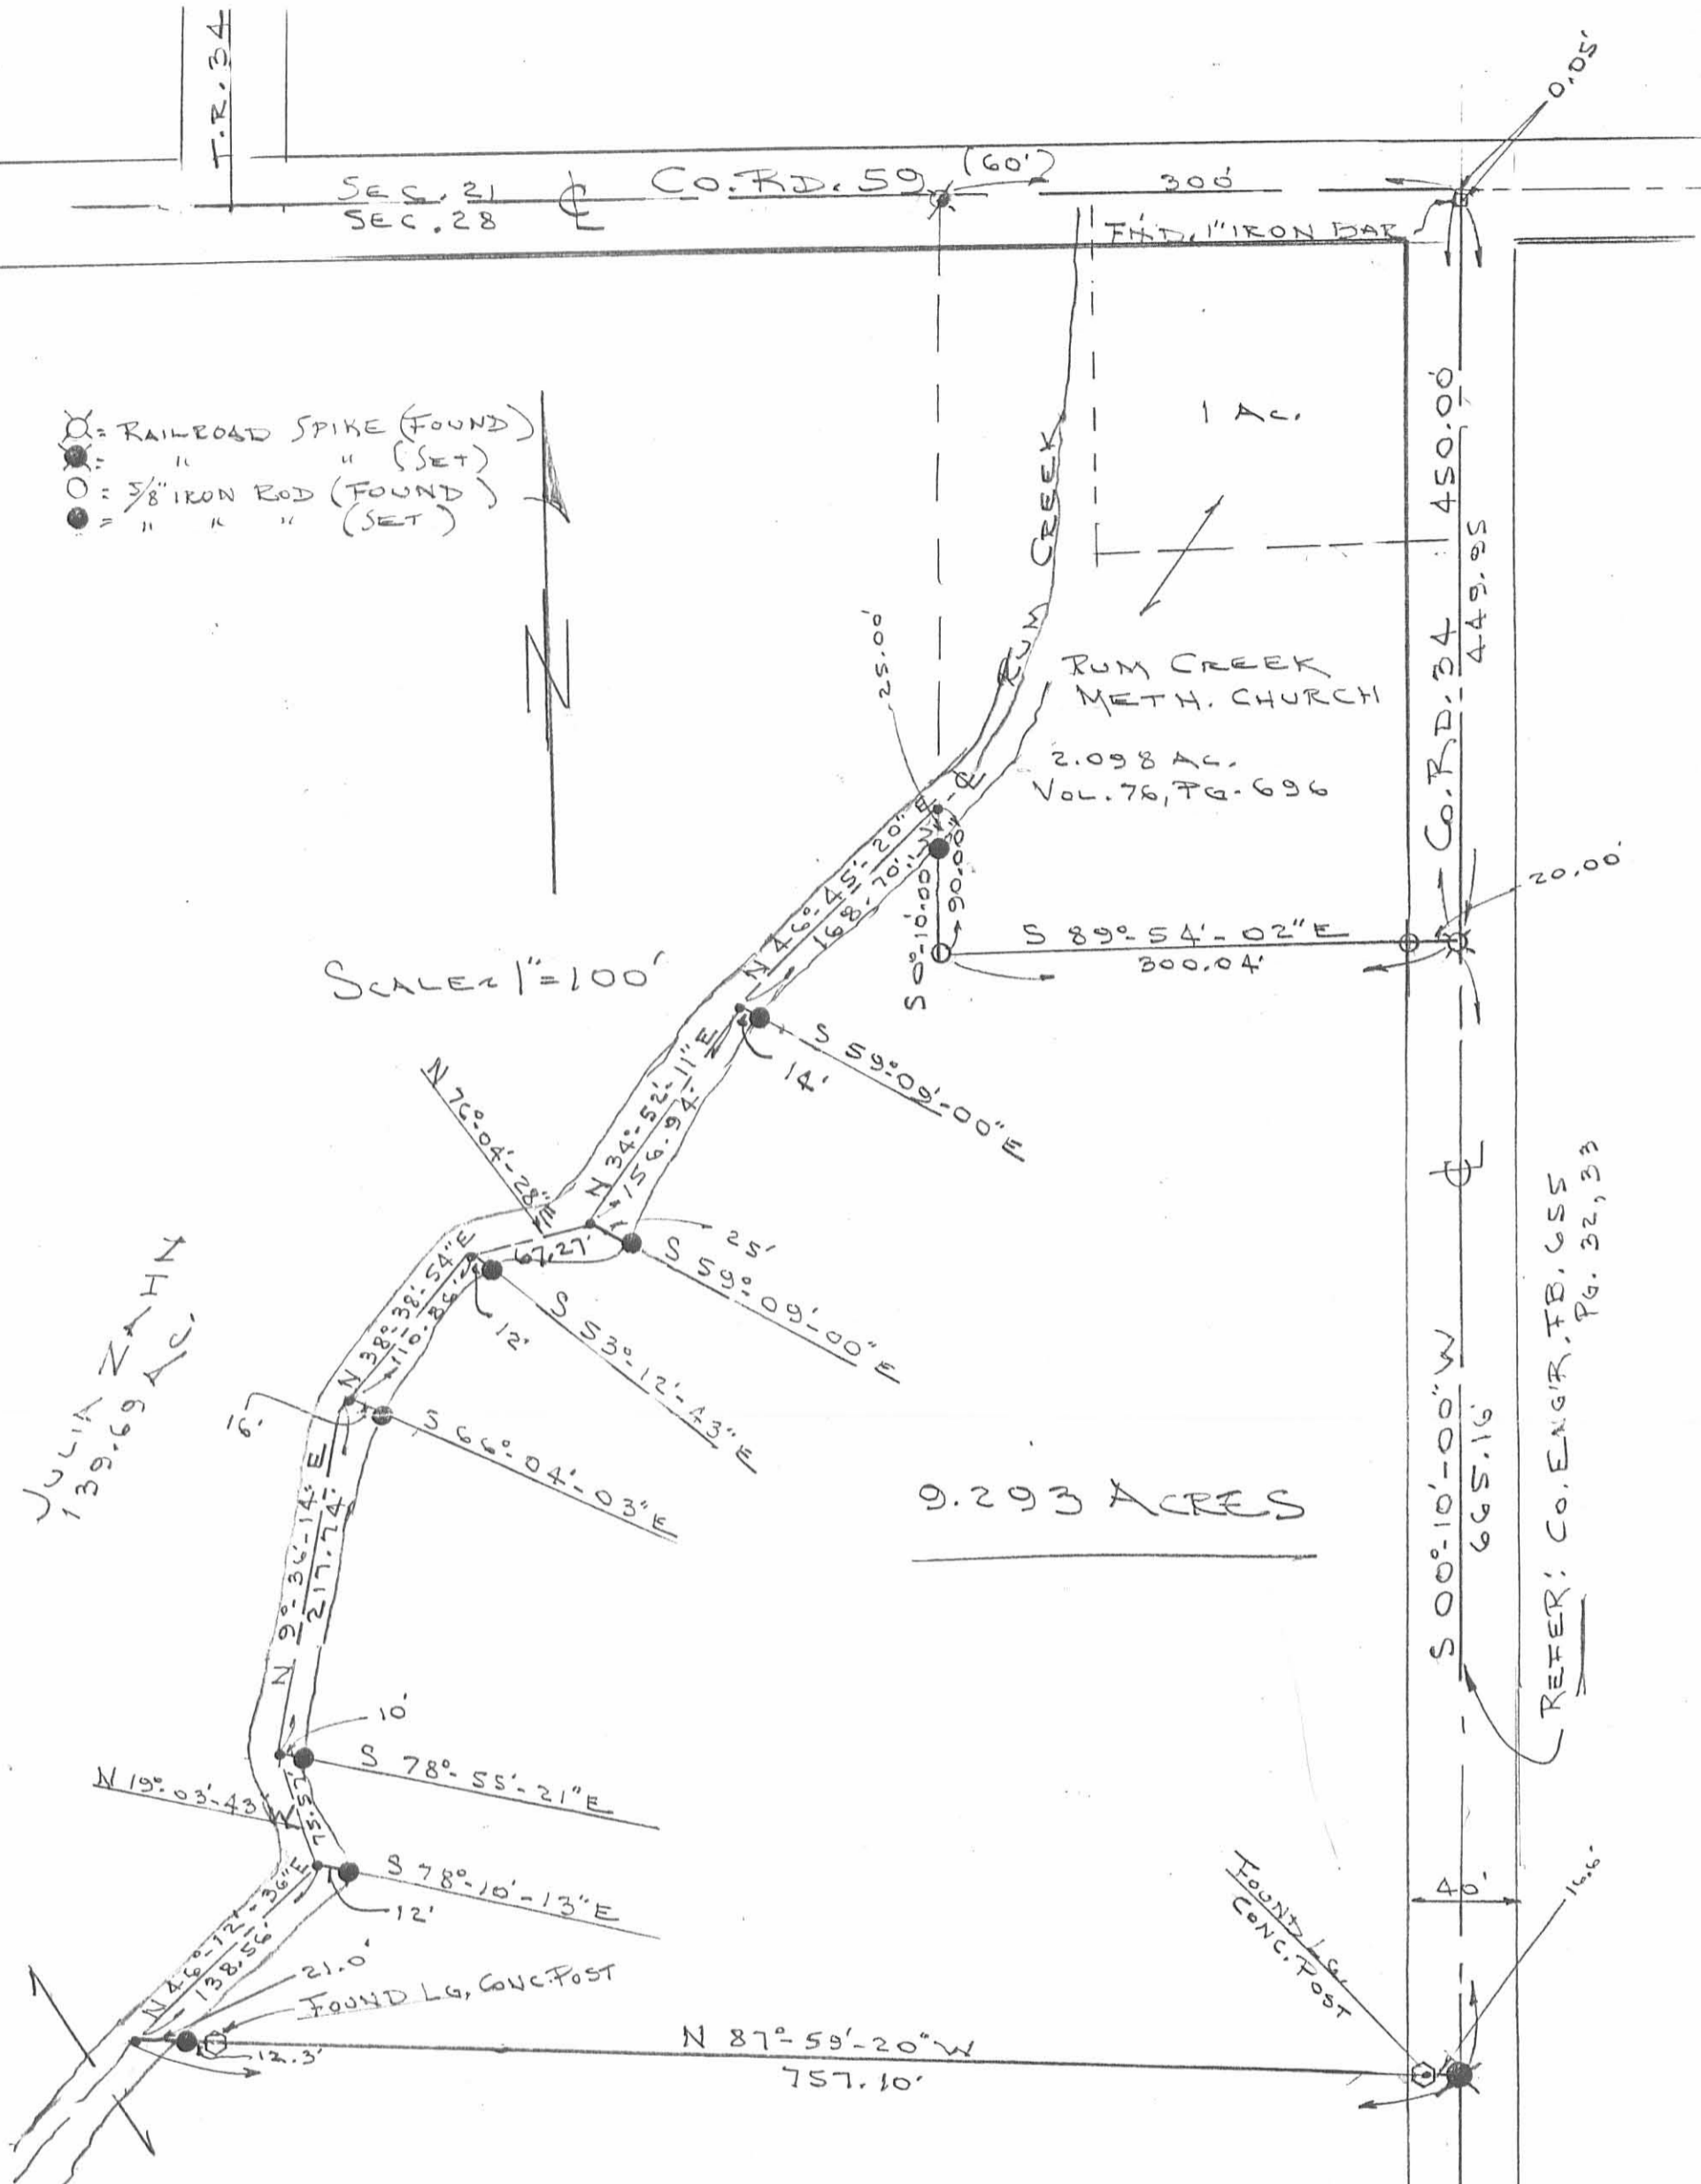 T.R. 34
0.05'
SEC. 21
SEC. 28
℄
CO. RD. 59
(60')
300'
FND. 1" IRON BAR
= RAILROAD SPIKE (FOUND)
= " " (SET)
= 5/8" IRON ROD (FOUND)
= " " " (SET)
N
1 AC.
RUM CREEK
450.00
449.95
CO. RD. 34
25.00'
RUM CREEK
METH. CHURCH
2.098 AC.
VOL. 76, PG. 696
℄
N 46°-45'-20" E
168.70'
S 0°-10'-00" W
90.00'
S 89°-54'-02" E
300.04'
20.00'
SCALE: 1"=100'
14'
S 59°-09'-00" E
N 34°-52'-11" E
156.94'
N 76°-04'-28" E
67.27'
25'
S 59°-09'-00" E
12'
S 53°-12'-43" E
N 38°-38'-54" E
110.86'
16'
S 66°-04'-03" E
JULIA ZAHN
139.69 AC.
9.293 ACRES
℄
S 00°-10'-00" W
665.16'
REFER: CO. ENG'R. FB. 655
PG. 32, 33
N 9°-36'-14" E
217.74'
10'
S 78°-55'-21" E
N 19°-03'-43" W
75.57'
S 78°-10'-13" E
12'
N 46°-12'-36" E
138.56'
21.0'
FOUND LG. CONC. POST
12.3'
N 87°-59'-20" W
757.10'
FOUND LG.
CONC. POST
40'
16.6'